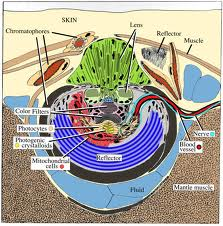 SKIN
Lens
Chromatophores
Reflector
Muscle
Color Filters
Photocytes
Photogenic
crystalloids
Mitochondrial
cells
Reflector
Nerve
Blood
vessel
Fluid
Mantle muscle